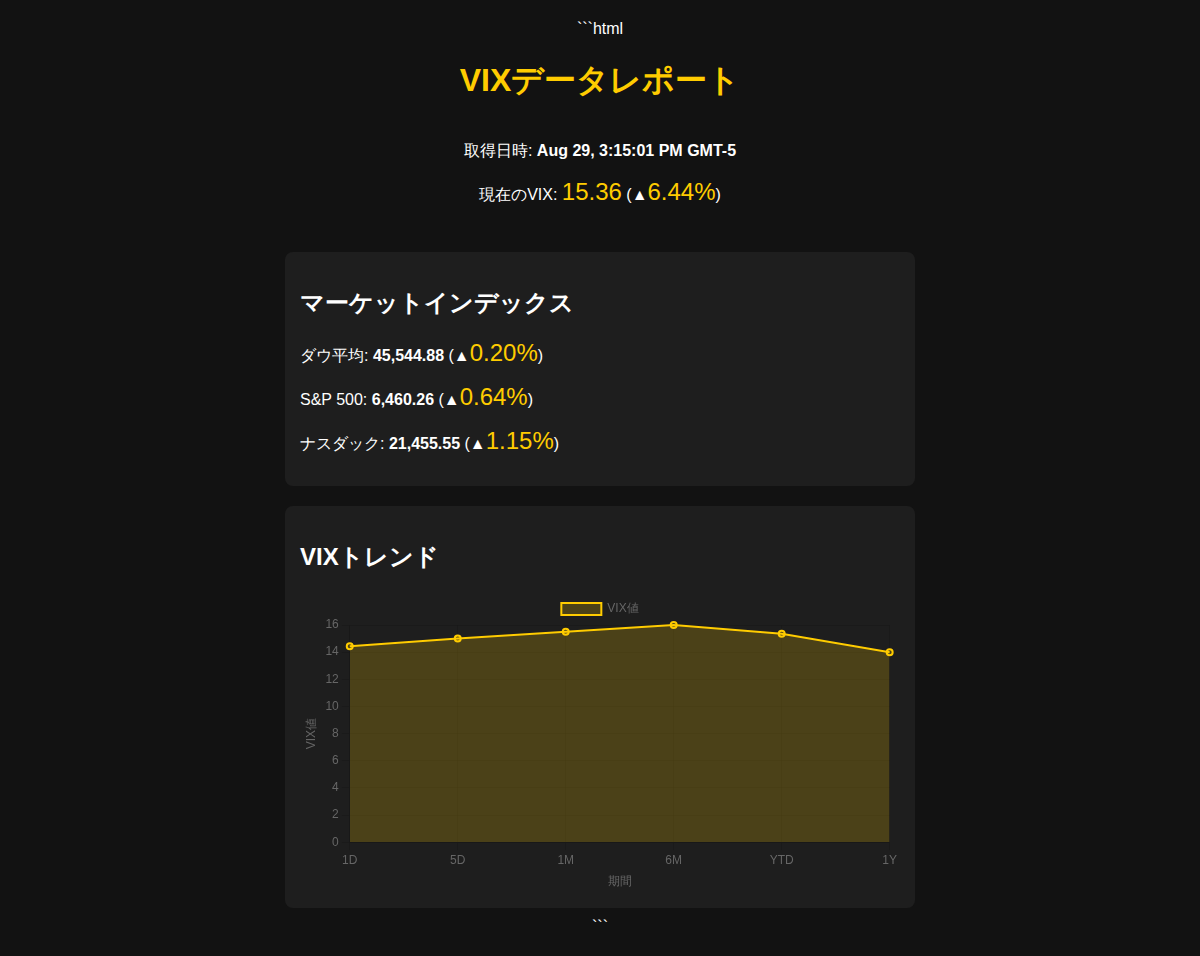 ```html
VIXデータレポート
取得日時: Aug 29, 3:15:01 PM GMT-5
現在のVIX: 15.36 (▲6.44%)
マーケットインデックス
ダウ平均: 45,544.88 (▲0.20%)
S&P 500: 6,460.26 (▲0.64%)
ナスダック: 21,455.55 (▲1.15%)
VIXトレンド
VIX値
16
14
12
10
8
6
4
2
0
VIX値
1D 5D 1M 6M YTD 1Y
期間
```